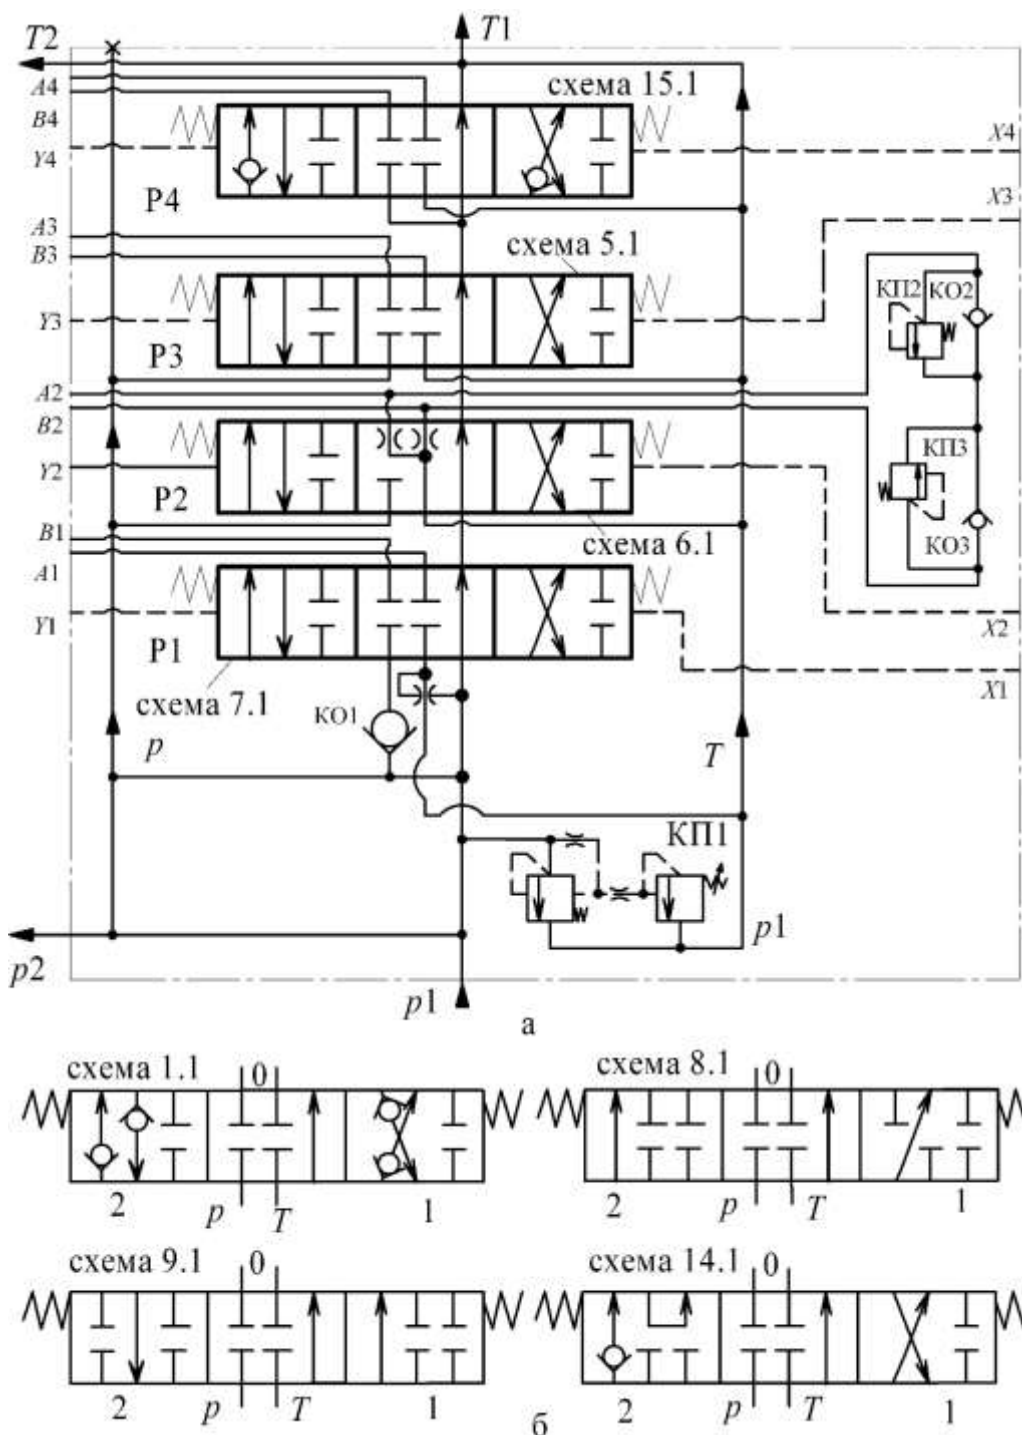 T2
T1
A4
схема 15.1
B4
X4
Y4
P4
X3
A3
схема 5.1
B3
КП2
КО2
Y3
P3
A2
B2
КП3
Y2
P2
B1
схема 6.1
КО3
A1
Y1
X2
P1
X1
схема 7.1
КО1
p
T
КП1
p1
p2
p1
а
схема 1.1
0
схема 8.1
0
2
p
T
1
2
p
T
1
схема 9.1
0
схема 14.1
0
2
p
T
1
2
p
T
1
б